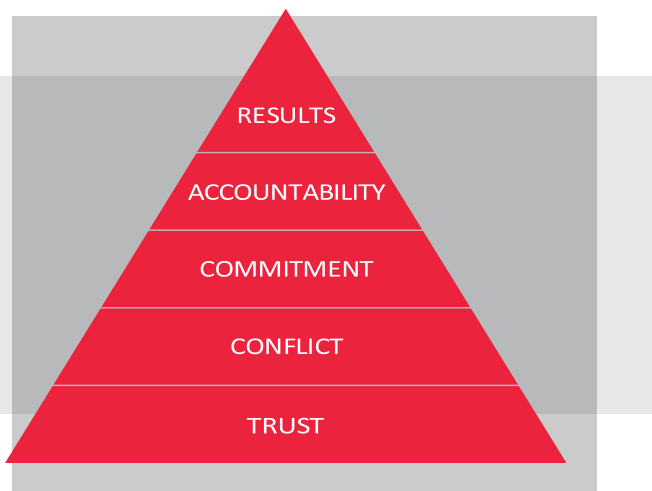 RESULTS
ACCOUNTABILITY
COMMITMENT
CONFLICT
TRUST